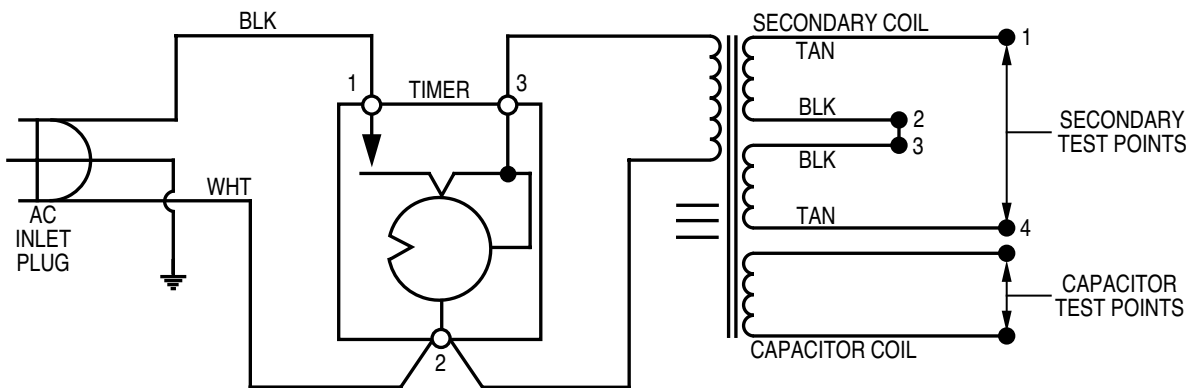 BLK
1
TIMER
3
WHT
AC
INLET
PLUG
2
SECONDARY COIL
TAN
1
BLK
2
3
BLK
TAN
4
SECONDARY
TEST POINTS
CAPACITOR
TEST POINTS
CAPACITOR COIL